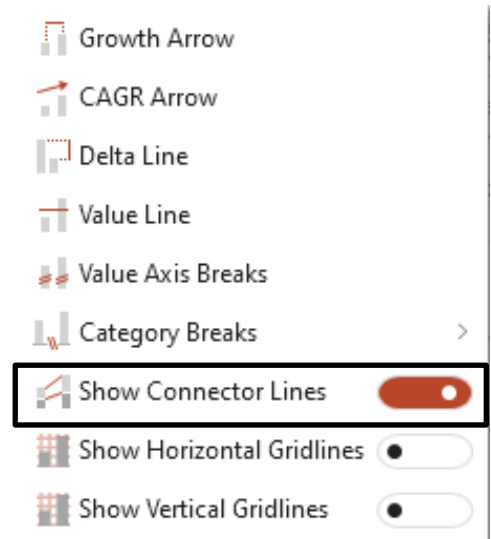 Growth Arrow
CAGR Arrow
Delta Line
Value Line
Value Axis Breaks
Category Breaks
Show Connector Lines
Show Horizontal Gridlines
Show Vertical Gridlines